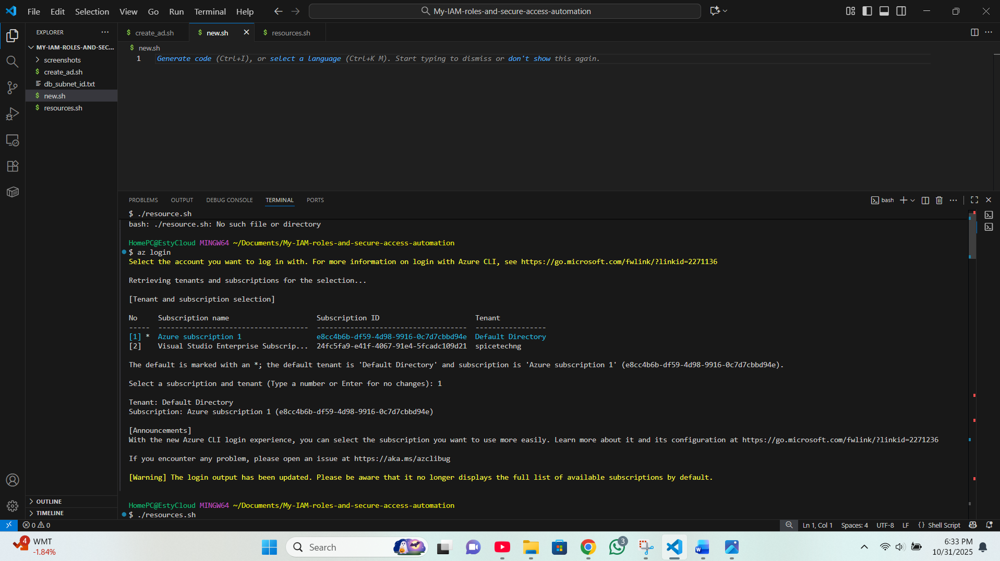 File Edit Selection View Go Run Terminal Help
My-IAM-roles-and-secure-access-automation
EXPLORER
MY-IAM-ROLES-AND-SEC...
screenshots
create_ad.sh
db_subnet_id.txt
new.sh
resources.sh
OUTLINE
TIMELINE
create_ad.sh new.sh resources.sh
new.sh
1 Generate code (Ctrl+I), or select a language (Ctrl+K M). Start typing to dismiss or don't show this again.
PROBLEMS OUTPUT DEBUG CONSOLE TERMINAL PORTS
bash
$ ./resource.sh
bash: ./resource.sh: No such file or directory
HomePC@EstyCloud MINGW64 ~/Documents/My-IAM-roles-and-secure-access-automation
$ az login
Select the account you want to log in with. For more information on login with Azure CLI, see https://go.microsoft.com/fwlink/?linkid=2271136
Retrieving tenants and subscriptions for the selection...
[Tenant and subscription selection]
No Subscription name Subscription ID Tenant
----- ------------------------------------ ------------------------------------ -----------------
[1] * Azure subscription 1 e8cc4b6b-df59-4d98-9916-0c7d7cbbd94e Default Directory
[2] Visual Studio Enterprise Subscrip... 24fc5fa9-e41f-4067-91e4-5fcadc109d21 spicetechng
The default is marked with an *; the default tenant is 'Default Directory' and subscription is 'Azure subscription 1' (e8cc4b6b-df59-4d98-9916-0c7d7cbbd94e).
Select a subscription and tenant (Type a number or Enter for no changes): 1
Tenant: Default Directory
Subscription: Azure subscription 1 (e8cc4b6b-df59-4d98-9916-0c7d7cbbd94e)
[Announcements]
With the new Azure CLI login experience, you can select the subscription you want to use more easily. Learn more about it and its configuration at https://go.microsoft.com/fwlink/?linkid=2271236
If you encounter any problem, please open an issue at https://aka.ms/azclibug
[Warning] The login output has been updated. Please be aware that it no longer displays the full list of available subscriptions by default.
HomePC@EstyCloud MINGW64 ~/Documents/My-IAM-roles-and-secure-access-automation
$ ./resources.sh
0 0
Ln 1, Col 1 Spaces: 4 UTF-8 LF {} Shell Script
4 WMT
-1.84%
Search
3
6:33 PM
10/31/2025